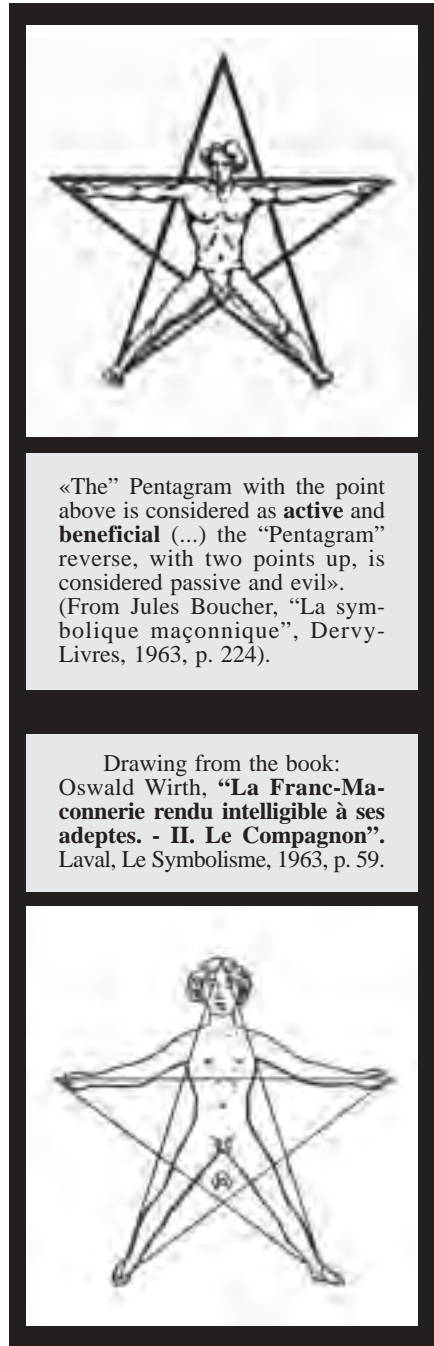 «The” Pentagram with the point
above is considered as active and
beneficial (...) the “Pentagram”
reverse, with two points up, is
considered passive and evil».
(From Jules Boucher, “La sym-
bolique maçonnique”, Dervy-
Livres, 1963, p. 224).
Drawing from the book:
Oswald Wirth, “La Franc-Ma-
connerie rendu intelligible à ses
adeptes. - II. Le Compagnon”.
Laval, Le Symbolisme, 1963, p. 59.